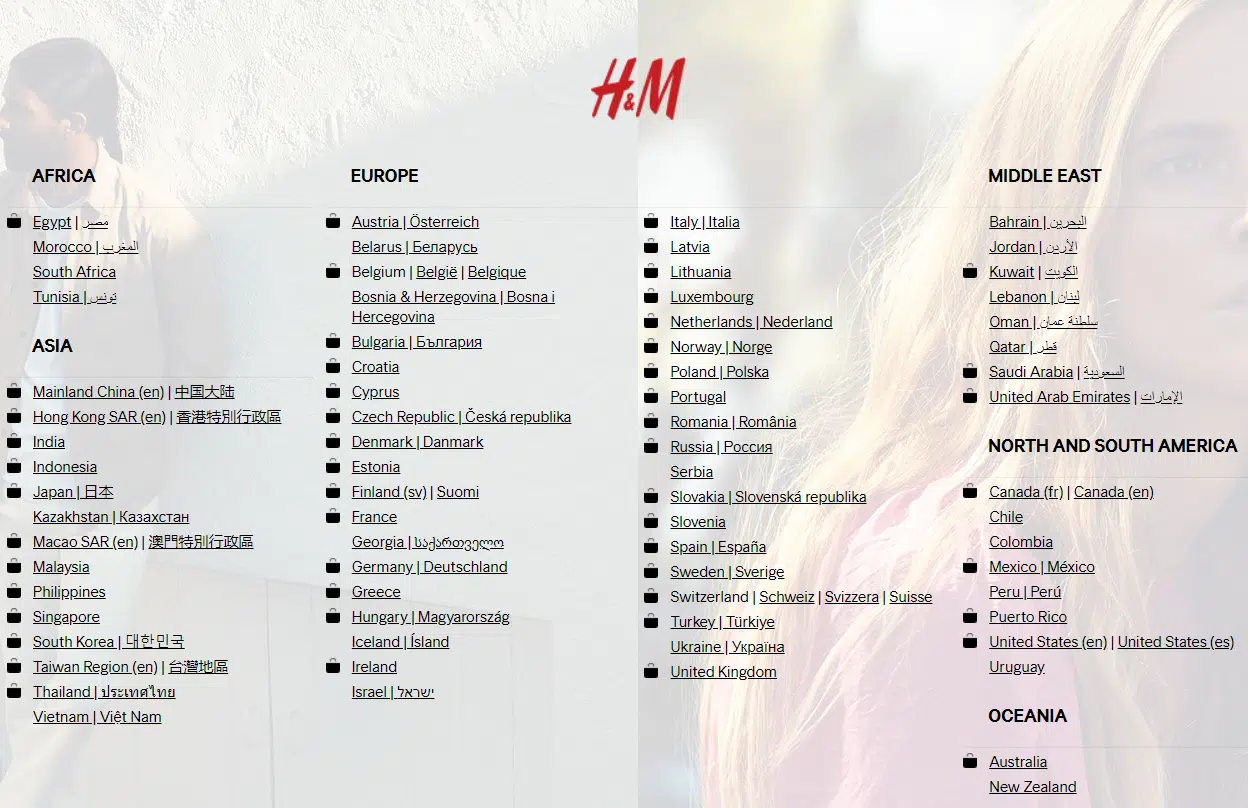 H&M
AFRICA
Egypt | مصر
Morocco | المغرب
South Africa
Tunisia | تونس
ASIA
Mainland China (en) | 中国大陆
Hong Kong SAR (en) | 香港特別行政區
India
Indonesia
Japan | 日本
Kazakhstan | Казахстан
Macao SAR (en) | 澳門特別行政區
Malaysia
Philippines
Singapore
South Korea | 대한민국
Taiwan Region (en) | 台灣地區
Thailand | ประเทศไทย
Vietnam | Việt Nam
EUROPE
Austria | Österreich
Belarus | Беларусь
Belgium | België | Belgique
Bosnia & Herzegovina | Bosna i
Hercegovina
Bulgaria | България
Croatia
Cyprus
Czech Republic | Česká republika
Denmark | Danmark
Estonia
Finland (sv) | Suomi
France
Georgia | საქართველო
Germany | Deutschland
Greece
Hungary | Magyarország
Iceland | Ísland
Ireland
Israel | ישראל
Italy | Italia
Latvia
Lithuania
Luxembourg
Netherlands | Nederland
Norway | Norge
Poland | Polska
Portugal
Romania | România
Russia | Россия
Serbia
Slovakia | Slovenská republika
Slovenia
Spain | España
Sweden | Sverige
Switzerland | Schweiz | Svizzera | Suisse
Turkey | Türkiye
Ukraine | Україна
United Kingdom
MIDDLE EAST
Bahrain | البحرين
Jordan | الأردن
Kuwait | الكويت
Lebanon | لبنان
Oman | سلطنة عمان
Qatar | قطر
Saudi Arabia | السعودية
United Arab Emirates | الإمارات
NORTH AND SOUTH AMERICA
Canada (fr) | Canada (en)
Chile
Colombia
Mexico | México
Peru | Perú
Puerto Rico
United States (en) | United States (es)
Uruguay
OCEANIA
Australia
New Zealand